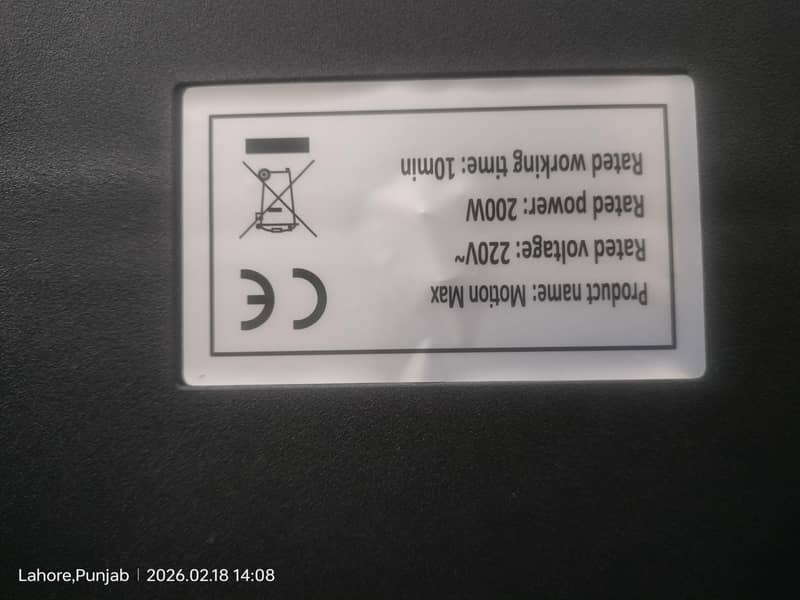 Product name: Motion Max
Rated voltage: 220V~
Rated power: 200W
Rated working time: 10min
CE
Lahore,Punjab | 2026.02.18 14:08